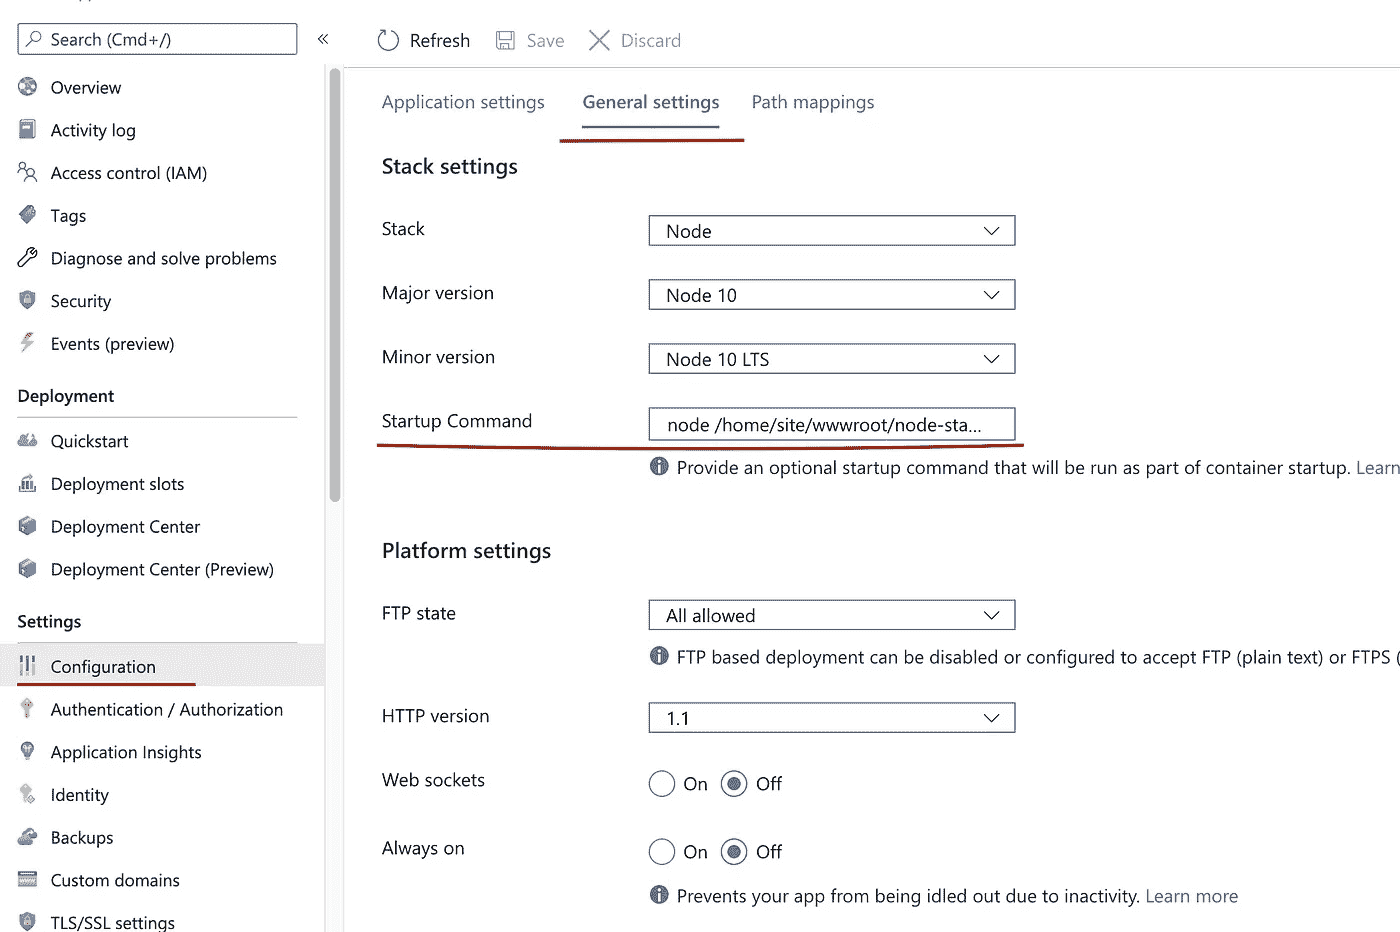 Search (Cmd+/)
Overview
Activity log
Access control (IAM)
Tags
Diagnose and solve problems
Security
Events (preview)
Deployment
Quickstart
Deployment slots
Deployment Center
Deployment Center (Preview)
Settings
Configuration
Authentication / Authorization
Application Insights
Identity
Backups
Custom domains
TLS/SSL settings
Refresh Save Discard
Application settings General settings Path mappings
Stack settings
Stack Node
Major version Node 10
Minor version Node 10 LTS
Startup Command node /home/site/wwwroot/node-sta...
Provide an optional startup command that will be run as part of container startup. Learn
Platform settings
FTP state All allowed
FTP based deployment can be disabled or configured to accept FTP (plain text) or FTPS (
HTTP version 1.1
Web sockets On Off
Always on On Off
Prevents your app from being idled out due to inactivity. Learn more